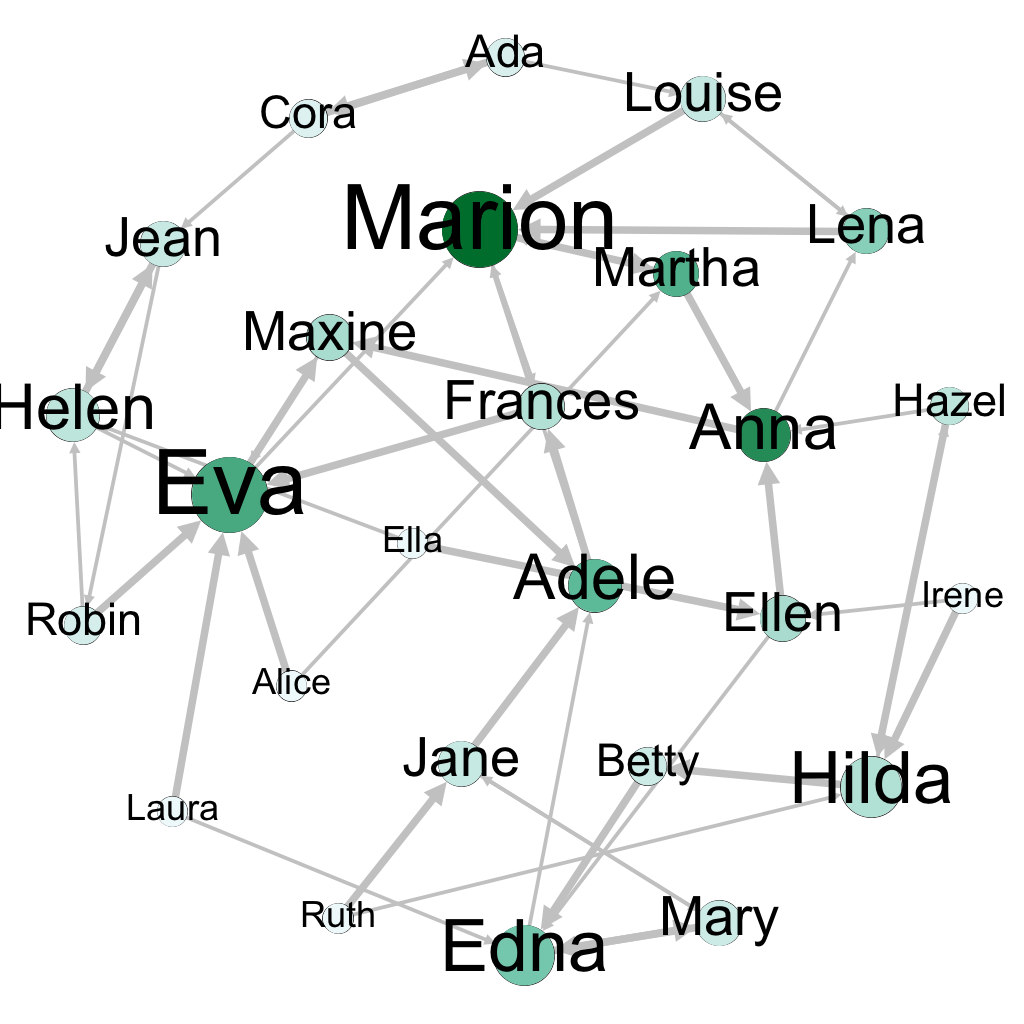 Ada
Louise
Cora
Marion
Lena
Jean
Martha
Maxine
Helen
Frances
Hazel
Anna
Eva
Ella
Adele
Irene
Ellen
Robin
Alice
Jane
Betty
Hilda
Laura
Ruth
Mary
Edna